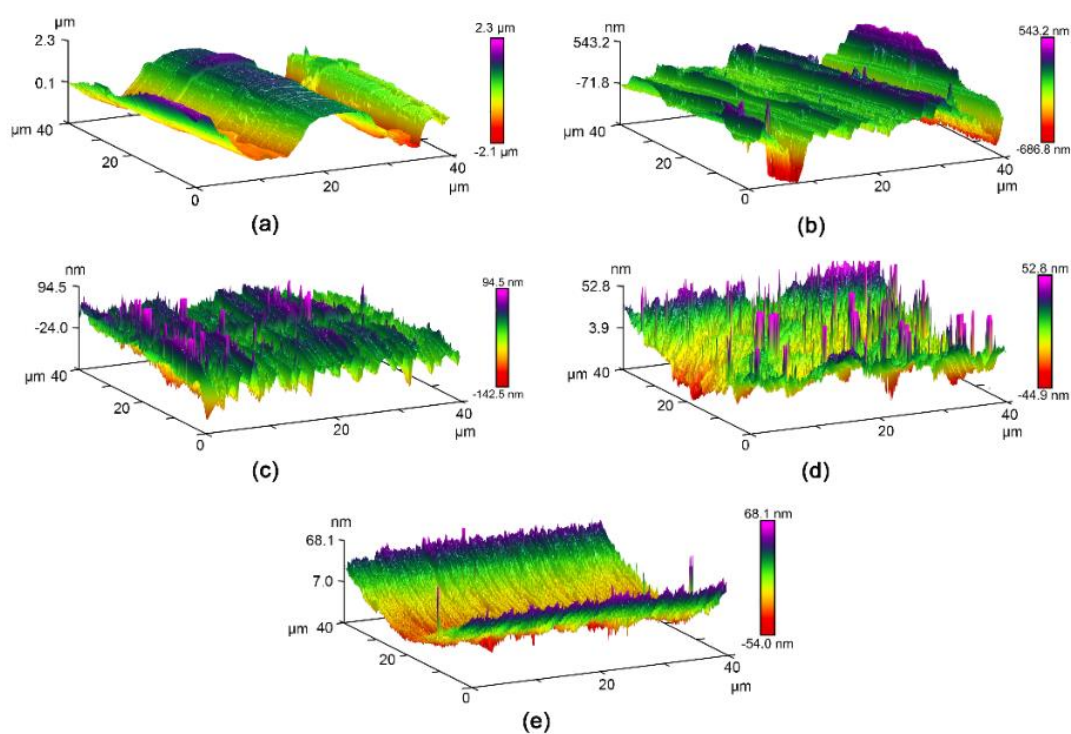 µm
2.3
0.1
µm 40
20
0
20
40
µm
2.3 µm
-2.1 µm
(a)
nm
543.2
-71.8
µm 40
20
0
20
40
µm
543.2 nm
-686.8 nm
(b)
nm
94.5
-24.0
µm 40
20
0
20
40
µm
94.5 nm
-142.5 nm
(c)
nm
52.8
3.9
µm 40
20
0
20
40
µm
52.8 nm
-44.9 nm
(d)
nm
68.1
7.0
µm 40
20
0
20
40
µm
68.1 nm
-54.0 nm
(e)